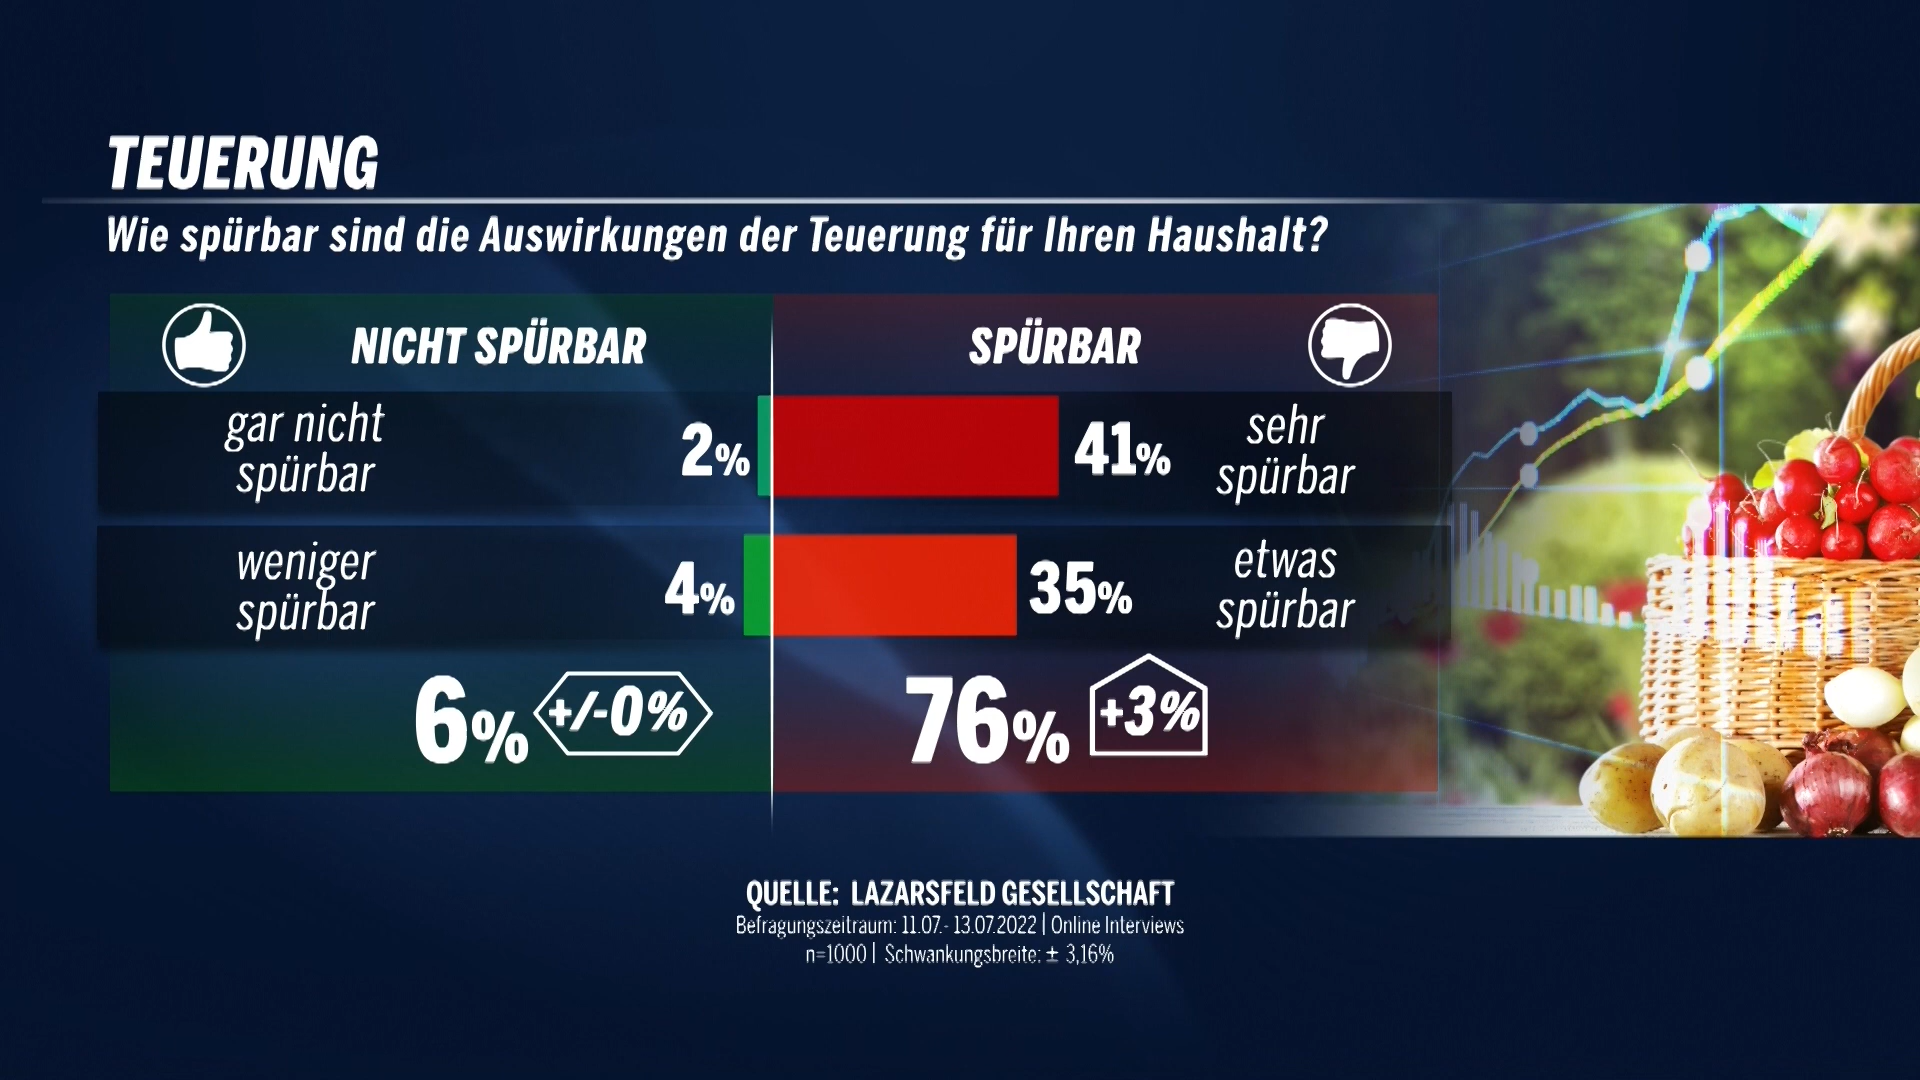 TEUERUNG
Wie spürbar sind die Auswirkungen der Teuerung für Ihren Haushalt?
NICHT SPÜRBAR
SPÜRBAR
gar nicht
spürbar
2%
41%
sehr
spürbar
weniger
spürbar
4%
35%
etwas
spürbar
6% +/-0%
76% +3%
QUELLE: LAZARSFELD GESELLSCHAFT
Befragungszeitraum: 11.07.- 13.07.2022 | Online Interviews
n=1000 | Schwankungsbreite: ± 3,16%